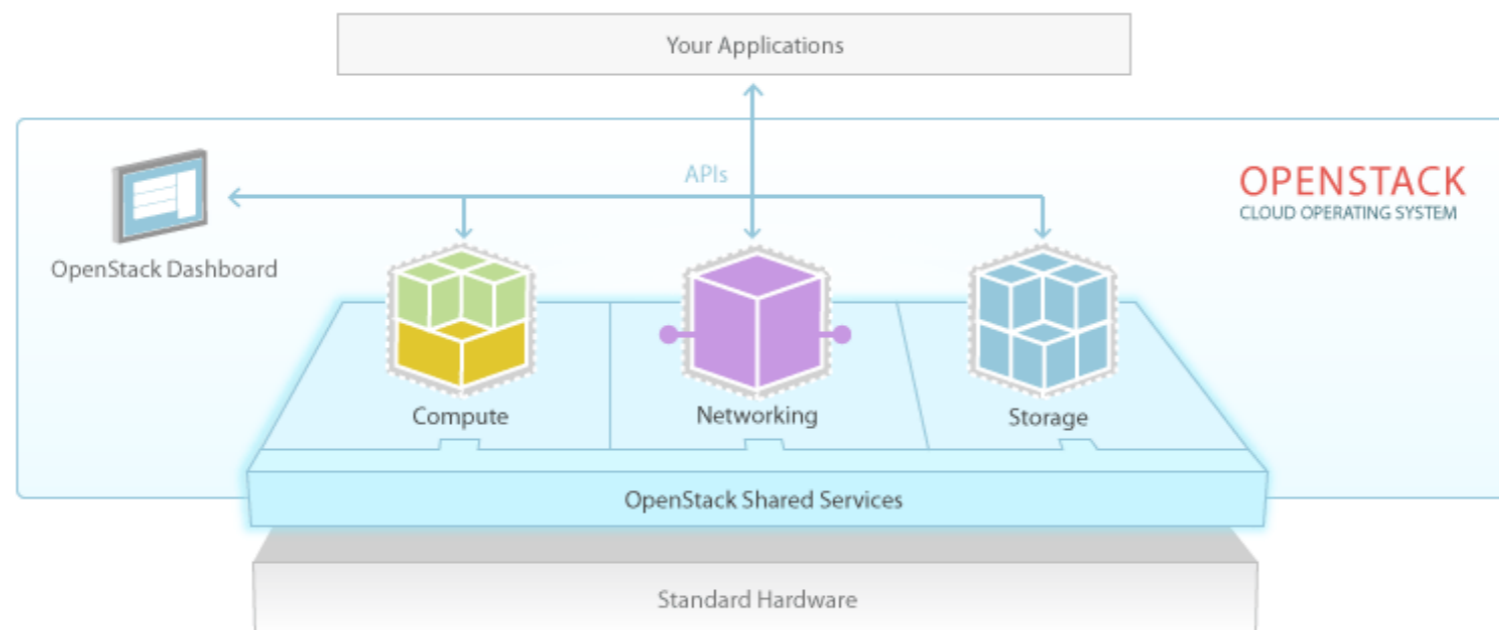 Your Applications
APIs
OPENSTACK
CLOUD OPERATING SYSTEM
OpenStack Dashboard
Compute
Networking
Storage
OpenStack Shared Services
Standard Hardware